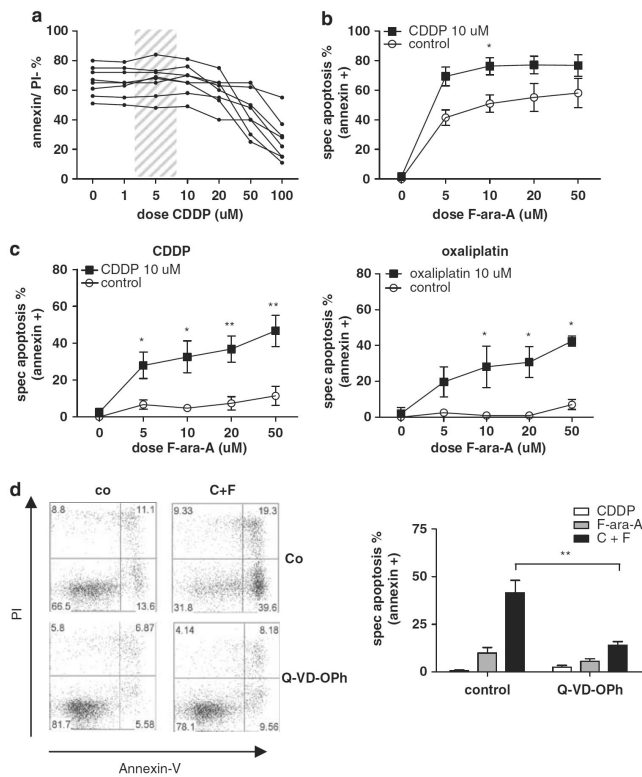 a
annexin/ PI- %
100
80
60
40
20
0
0 1 5 10 20 50 100
dose CDDP (uM)
b
CDDP 10 uM
control
spec apoptosis %
(annexin +)
100
80
60
40
20
0
*
0 5 10 20 50
dose F-ara-A (uM)
c
CDDP
CDDP 10 uM
control
spec apoptosis %
(annexin +)
80
60
40
20
0
* * ** **
0 5 10 20 50
dose F-ara-A (uM)
oxaliplatin
oxaliplatin 10 uM
control
spec apoptosis %
(annexin +)
80
60
40
20
0
* * *
0 5 10 20 50
dose F-ara-A (uM)
d
co C+F
8.8 11.1 9.33 19.3
Co
66.5 13.6 31.8 39.6
5.8 6.87 4.14 8.18
Q-VD-OPh
81.7 5.58 78.1 9.56
PI
Annexin-V
CDDP
F-ara-A
C + F
spec apoptosis %
(annexin +)
75
50
25
0
**
control Q-VD-OPh